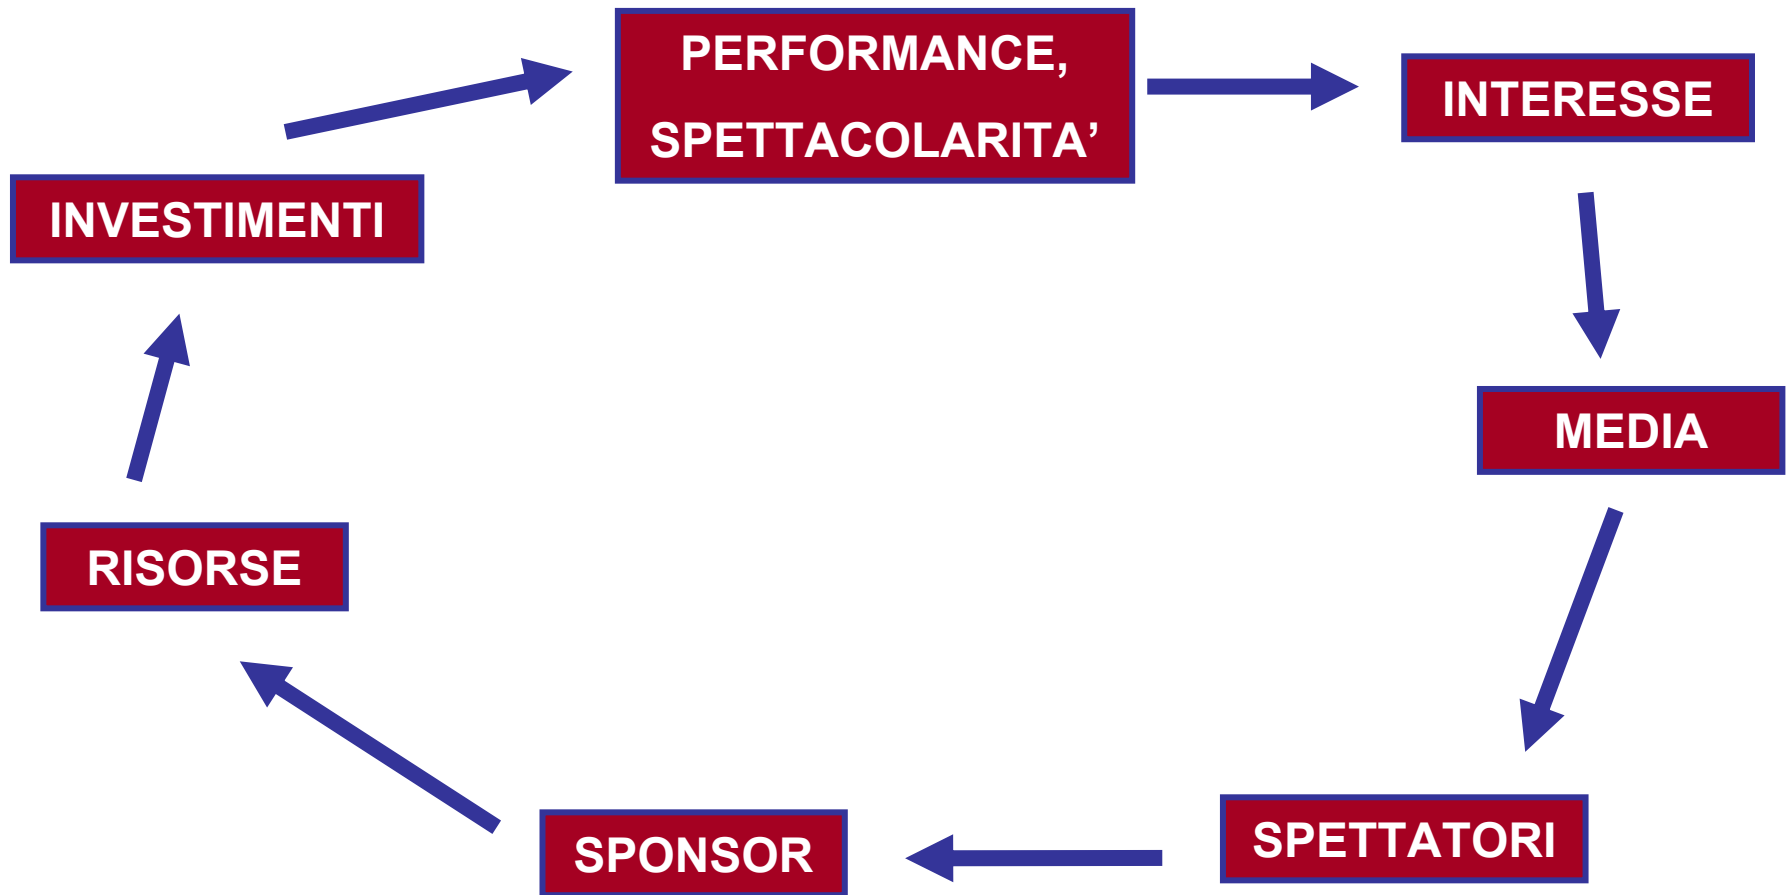 PERFORMANCE,
SPETTACOLARITA’
INTERESSE
MEDIA
SPETTATORI
SPONSOR
RISORSE
INVESTIMENTI